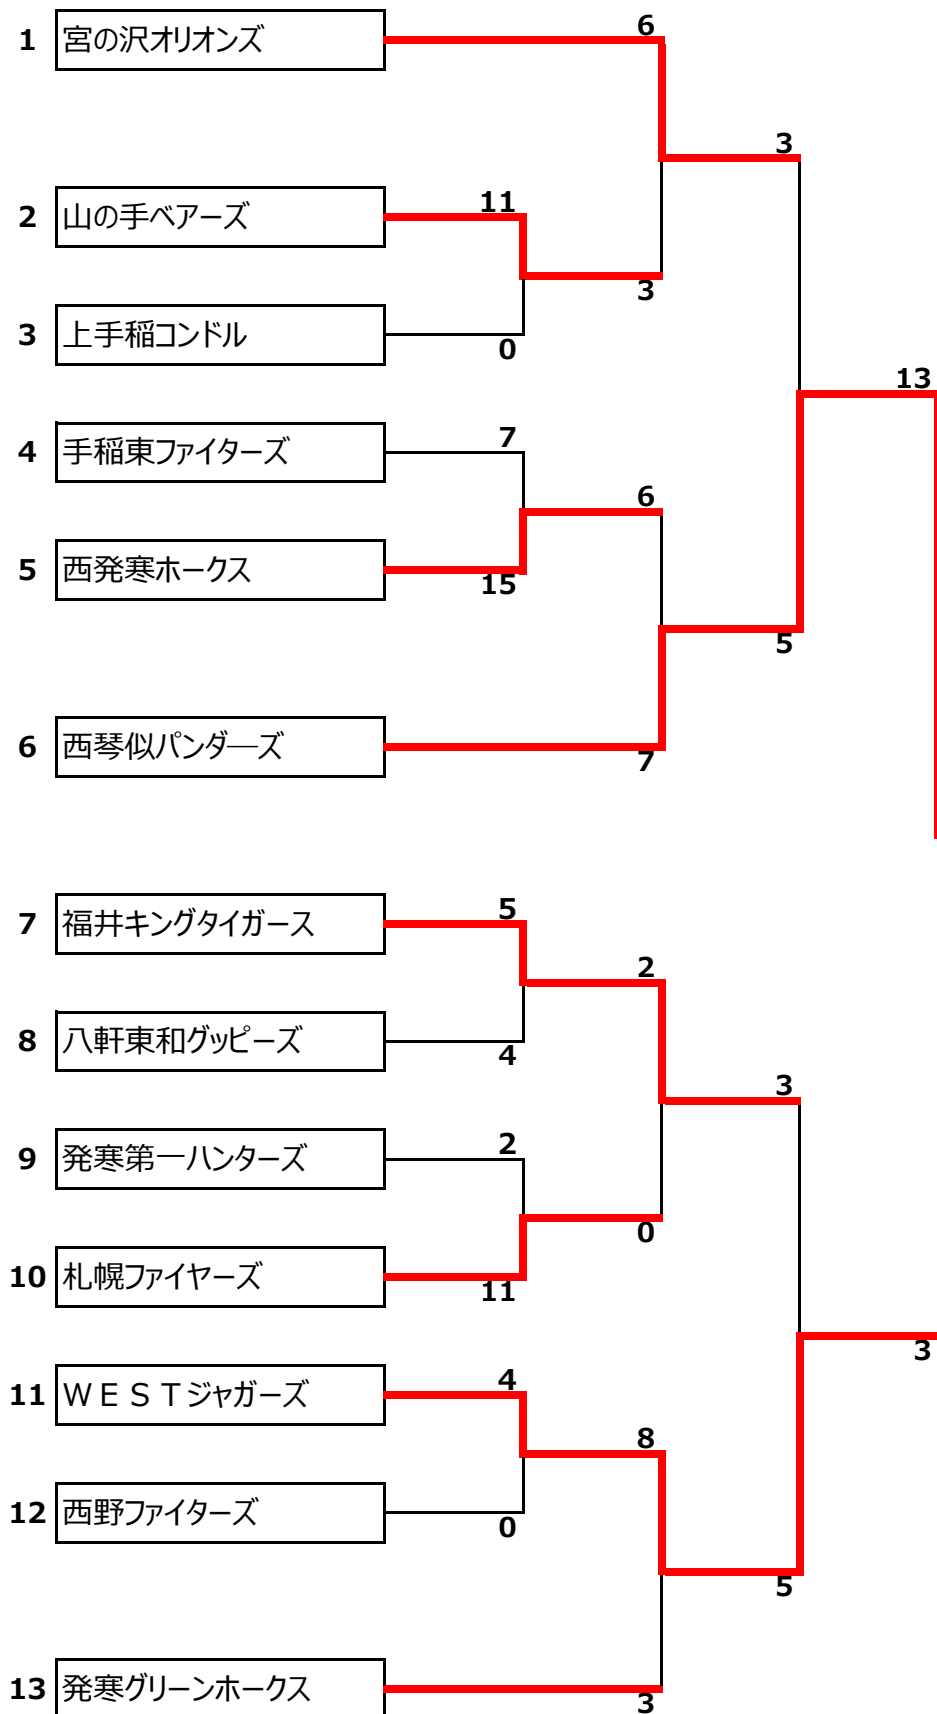 6
1 宮の沢オリオンズ
3
11
2 山の手ベアーズ
3
3 上手稲コンドル
0
13
7
4 手稲東ファイターズ
6
5 西発寒ホークス
15
5
6 西琴似パンダーズ
7
5
7 福井キングタイガース
2
8 八軒東和グッピーズ
4
3
2
9 発寒第一ハンターズ
0
10 札幌ファイヤーズ
11
3
4
11 ＷＥＳＴジャガーズ
8
12 西野ファイターズ
0
5
13 発寒グリーンホークス
3